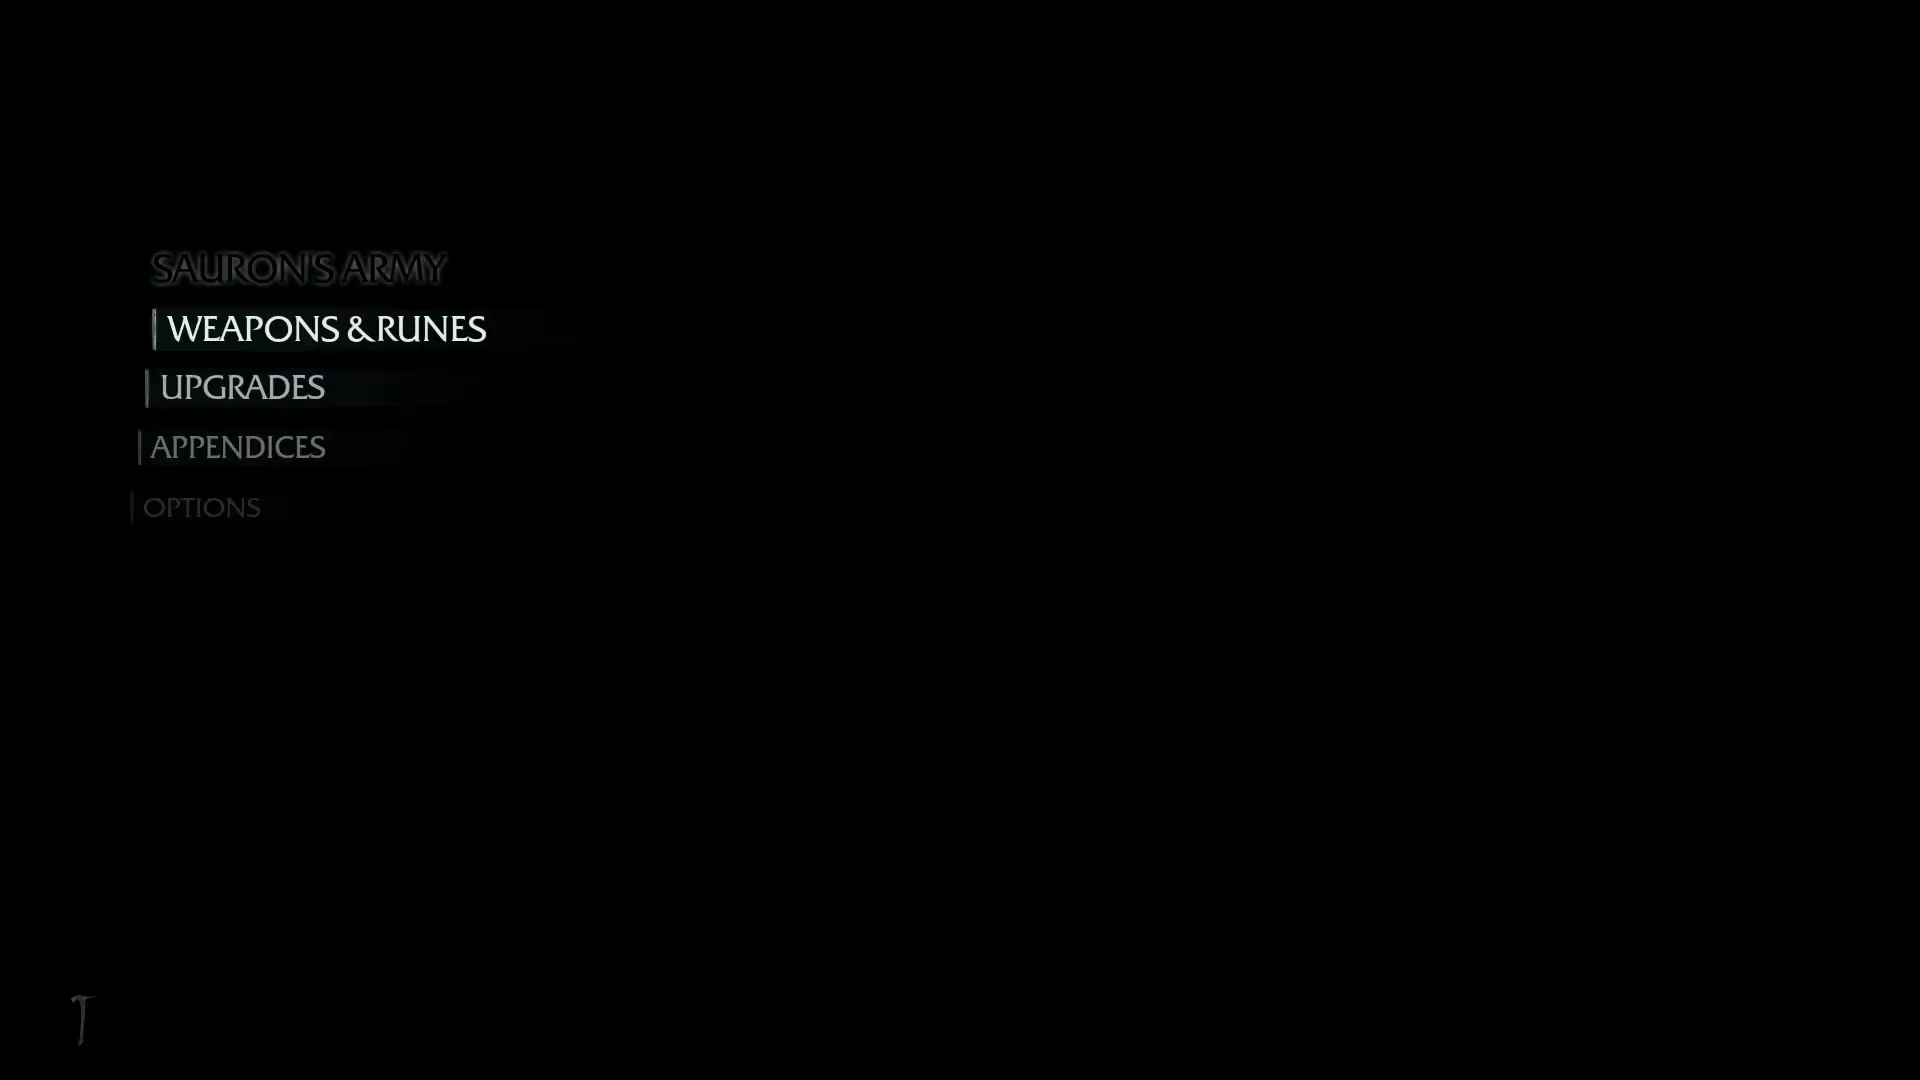 SAURON'S ARMY
WEAPONS & RUNES
UPGRADES
APPENDICES
OPTIONS